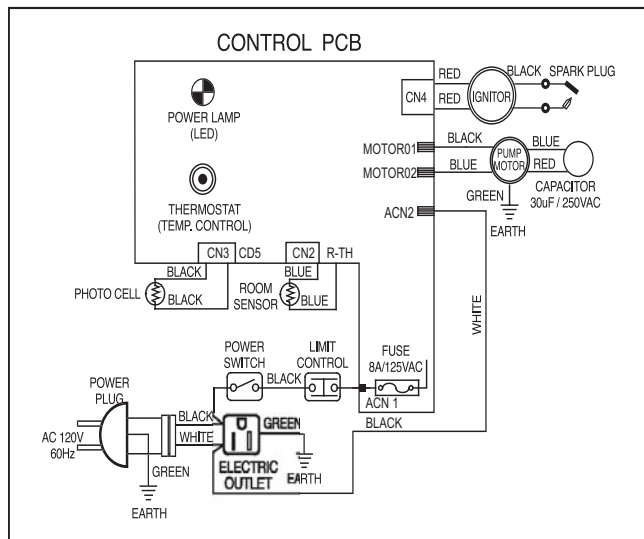 CONTROL PCB
POWER LAMP
(LED)
THERMOSTAT
(TEMP. CONTROL)
CN4
RED
RED
IGNITOR
BLACK
SPARK PLUG
MOTOR01
MOTOR02
BLACK
BLUE
PUMP
MOTOR
BLUE
RED
CAPACITOR
30uF / 250VAC
GREEN
EARTH
ACN2
CN3
CD5
CN2
R-TH
BLACK
BLACK
PHOTO CELL
BLUE
BLUE
ROOM
SENSOR
WHITE
POWER
SWITCH
BLACK
LIMIT
CONTROL
FUSE
8A/125VAC
ACN 1
BLACK
POWER
PLUG
AC 120V
60Hz
BLACK
WHITE
GREEN
EARTH
GREEN
ELECTRIC
OUTLET
EARTH